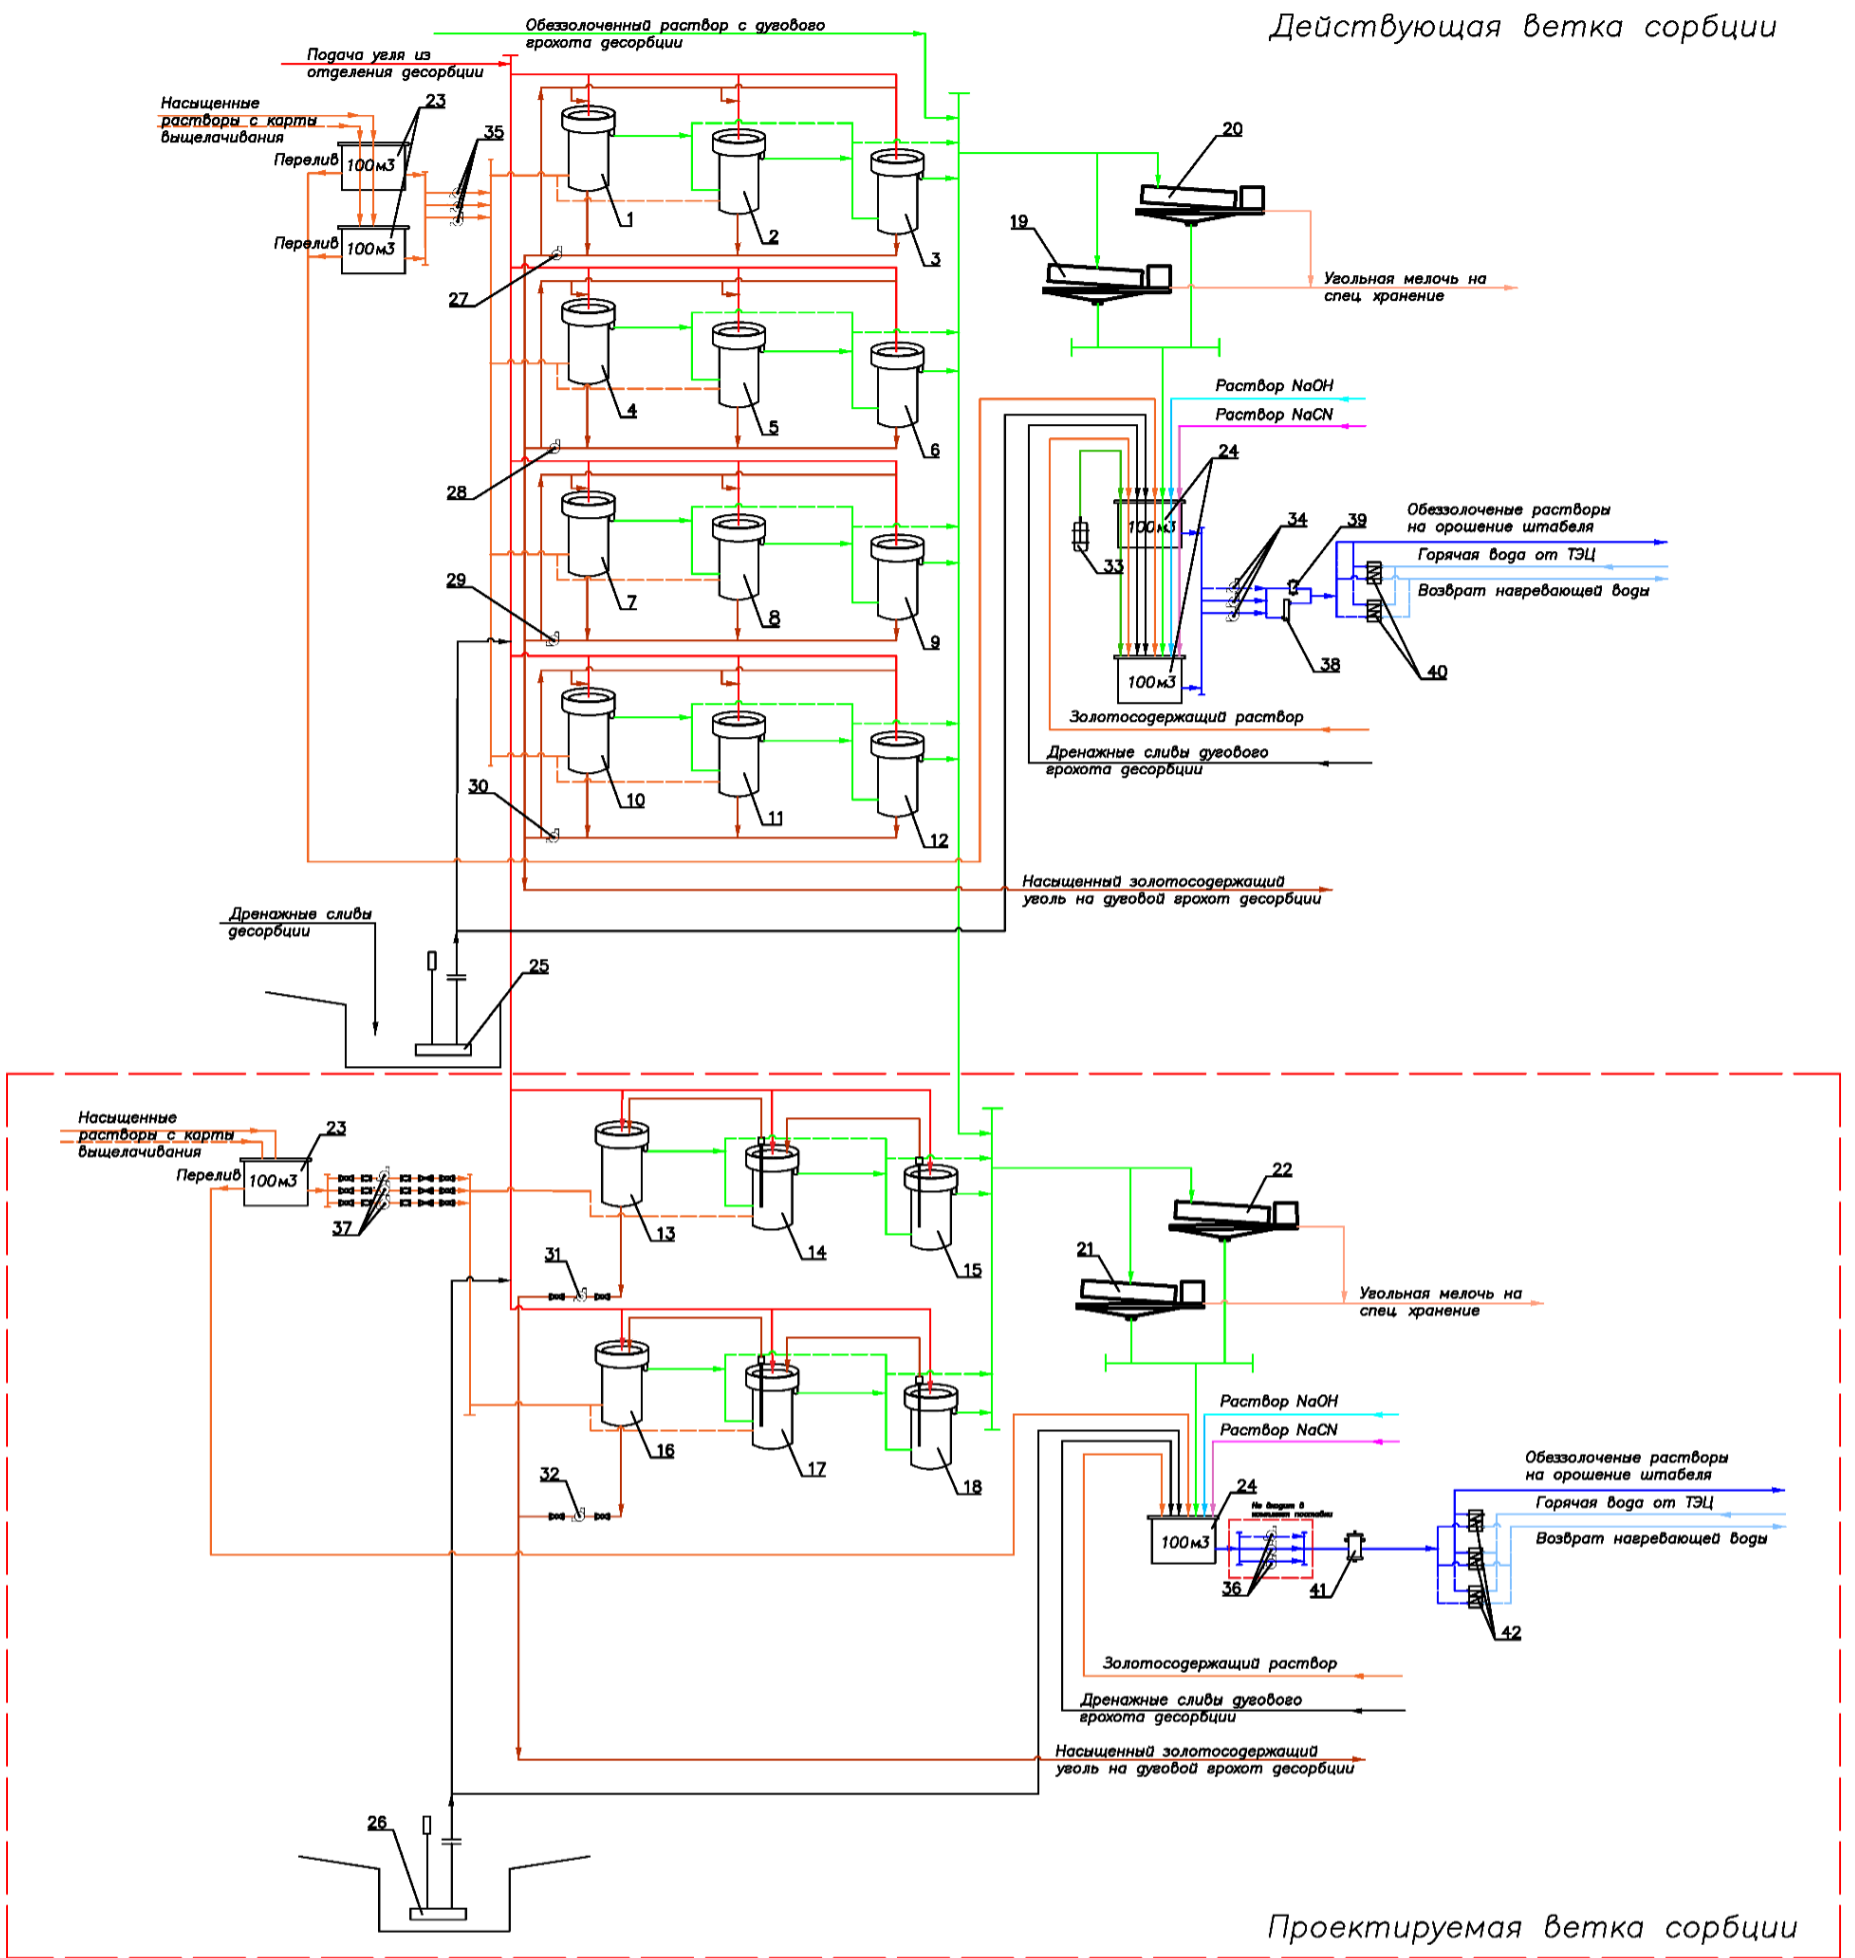 Действующая ветка сорбции
Обеззолоченный раствор с дугового
грохота десорбции
Подача угля из
отделения десорбции
Насыщенные
растворы с карты
выщелачивания
23
35
Перелив
100м3
Перелив
100м3
1
2
3
20
19
Угольная мелочь на
спец. хранение
27
4
5
6
28
Раствор NaOH
Раствор NaCN
24
100м3
33
34
39
Обеззолоченые растворы
на орошение штабеля
Горячая вода от ТЭЦ
Возврат нагревающей воды
38
40
100м3
7
8
9
29
Золотосодержащий раствор
Дренажные сливы дугового
грохота десорбции
10
11
12
30
Насыщенный золотосодержащий
уголь на дуговой грохот десорбции
Дренажные сливы
десорбции
25
Насыщенные
растворы с карты
выщелачивания
23
Перелив
100м3
37
13
14
15
31
22
21
Угольная мелочь на
спец. хранение
16
17
18
32
Раствор NaOH
Раствор NaCN
24
100м3
Не входит в
комплект поставки
36
41
Обеззолоченые растворы
на орошение штабеля
Горячая вода от ТЭЦ
Возврат нагревающей воды
42
Золотосодержащий раствор
Дренажные сливы дугового
грохота десорбции
Насыщенный золотосодержащий
уголь на дуговой грохот десорбции
26
Проектируемая ветка сорбции